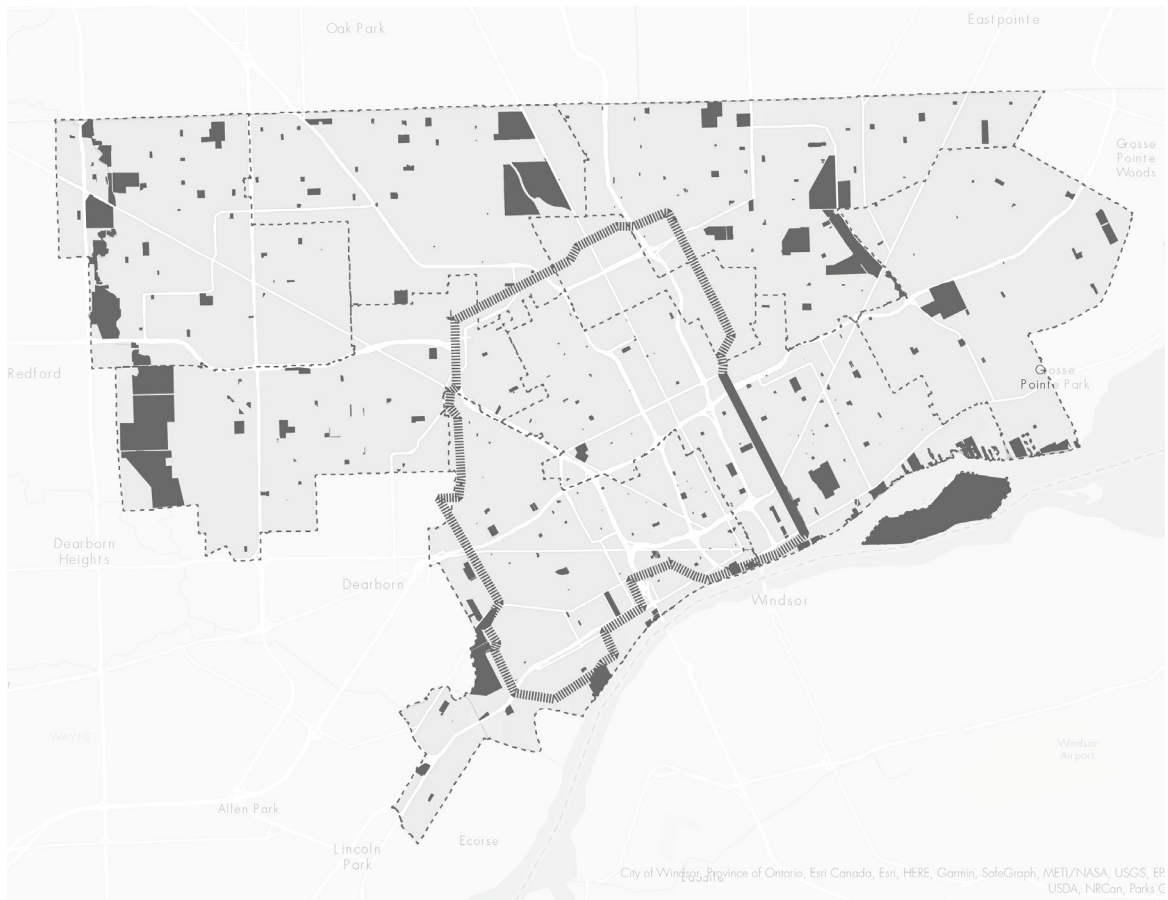 Eastpointe
Oak Park
Grosse
Pointe
Woods
Redford
Grosse
Pointe Park
Dearborn
Heights
Dearborn
Windsor
r
WAYNE
Windsor
Airport
Allen Park
Ecorse
Lincoln
Park
City of Windsor, Province of Ontario, Esri Canada, Esri, HERE, Garmin, SafeGraph, METI/NASA, USGS, EP
LaSalle
USDA, NRCan, Parks C